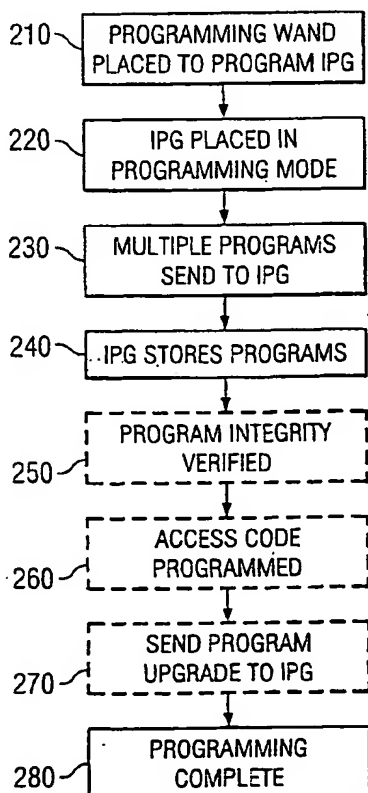 210
PROGRAMMING WAND
PLACED TO PROGRAM IPG
220
IPG PLACED IN
PROGRAMMING MODE
230
MULTIPLE PROGRAMS
SEND TO IPG
240
IPG STORES PROGRAMS
PROGRAM INTEGRITY
VERIFIED
250
ACCESS CODE
PROGRAMMED
260
SEND PROGRAM
UPGRADE TO IPG
270
PROGRAMMING
COMPLETE
280